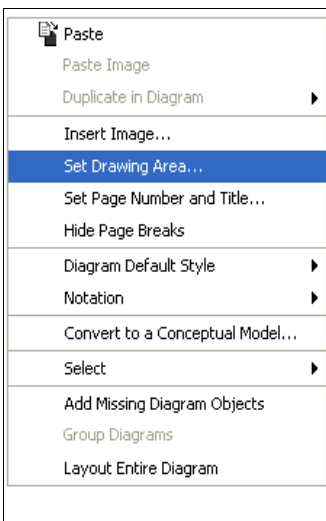 Paste
Paste Image
Duplicate in Diagram
Insert Image...
Set Drawing Area...
Set Page Number and Title...
Hide Page Breaks
Diagram Default Style
Notation
Convert to a Conceptual Model...
Select
Add Missing Diagram Objects
Group Diagrams
Layout Entire Diagram